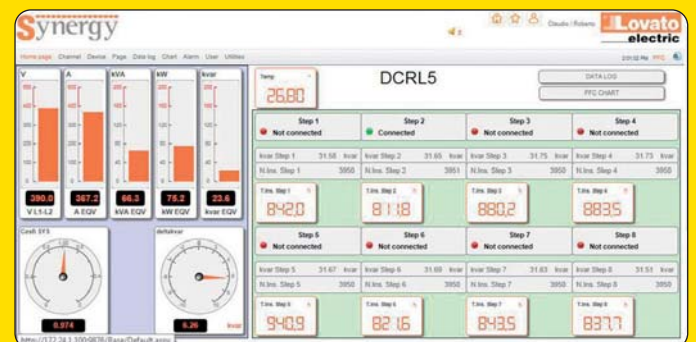 Synergy
2
Claudio / Roberto
Lovato
electric
Home page Channel Device Page Data log Chart Alarm User Utilities
2:01:02 PM PFC
V A kVA kW kvar
390.0 367.2 66.3 75.2 23.6
V L1-L2 A EQV kVA EQV kW EQV kvar EQV
Cosfi SYS deltakvar
0.974 6.26 kvar
Temp
26.80
DCRL5
DATA LOG
PFC CHART
Step 1 Step 2 Step 3 Step 4
Not connected Connected Not connected Not connected
kvar Step 1 31.58 kvar kvar Step 2 31.65 kvar kvar Step 3 31.75 kvar kvar Step 4 31.73 kvar
N.Ins. Step 1 3950 N.Ins. Step 2 3951 N.Ins. Step 3 3950 N.Ins. Step 4 3950
T.Ins. Step 1 T.Ins. Step 2 T.Ins. Step 3 T.Ins. Step 4
842,0 811,8 880,2 883,5
Step 5 Step 6 Step 7 Step 8
Not connected Not connected Not connected Not connected
kvar Step 5 31.67 kvar kvar Step 6 31.69 kvar kvar Step 7 31.63 kvar kvar Step 8 31.51 kvar
N.Ins. Step 5 3950 N.Ins. Step 6 3950 N.Ins. Step 7 3950 N.Ins. Step 8 3950
T.Ins. Step 5 T.Ins. Step 6 T.Ins. Step 7 T.Ins. Step 8
940,9 821,6 843,5 837,7